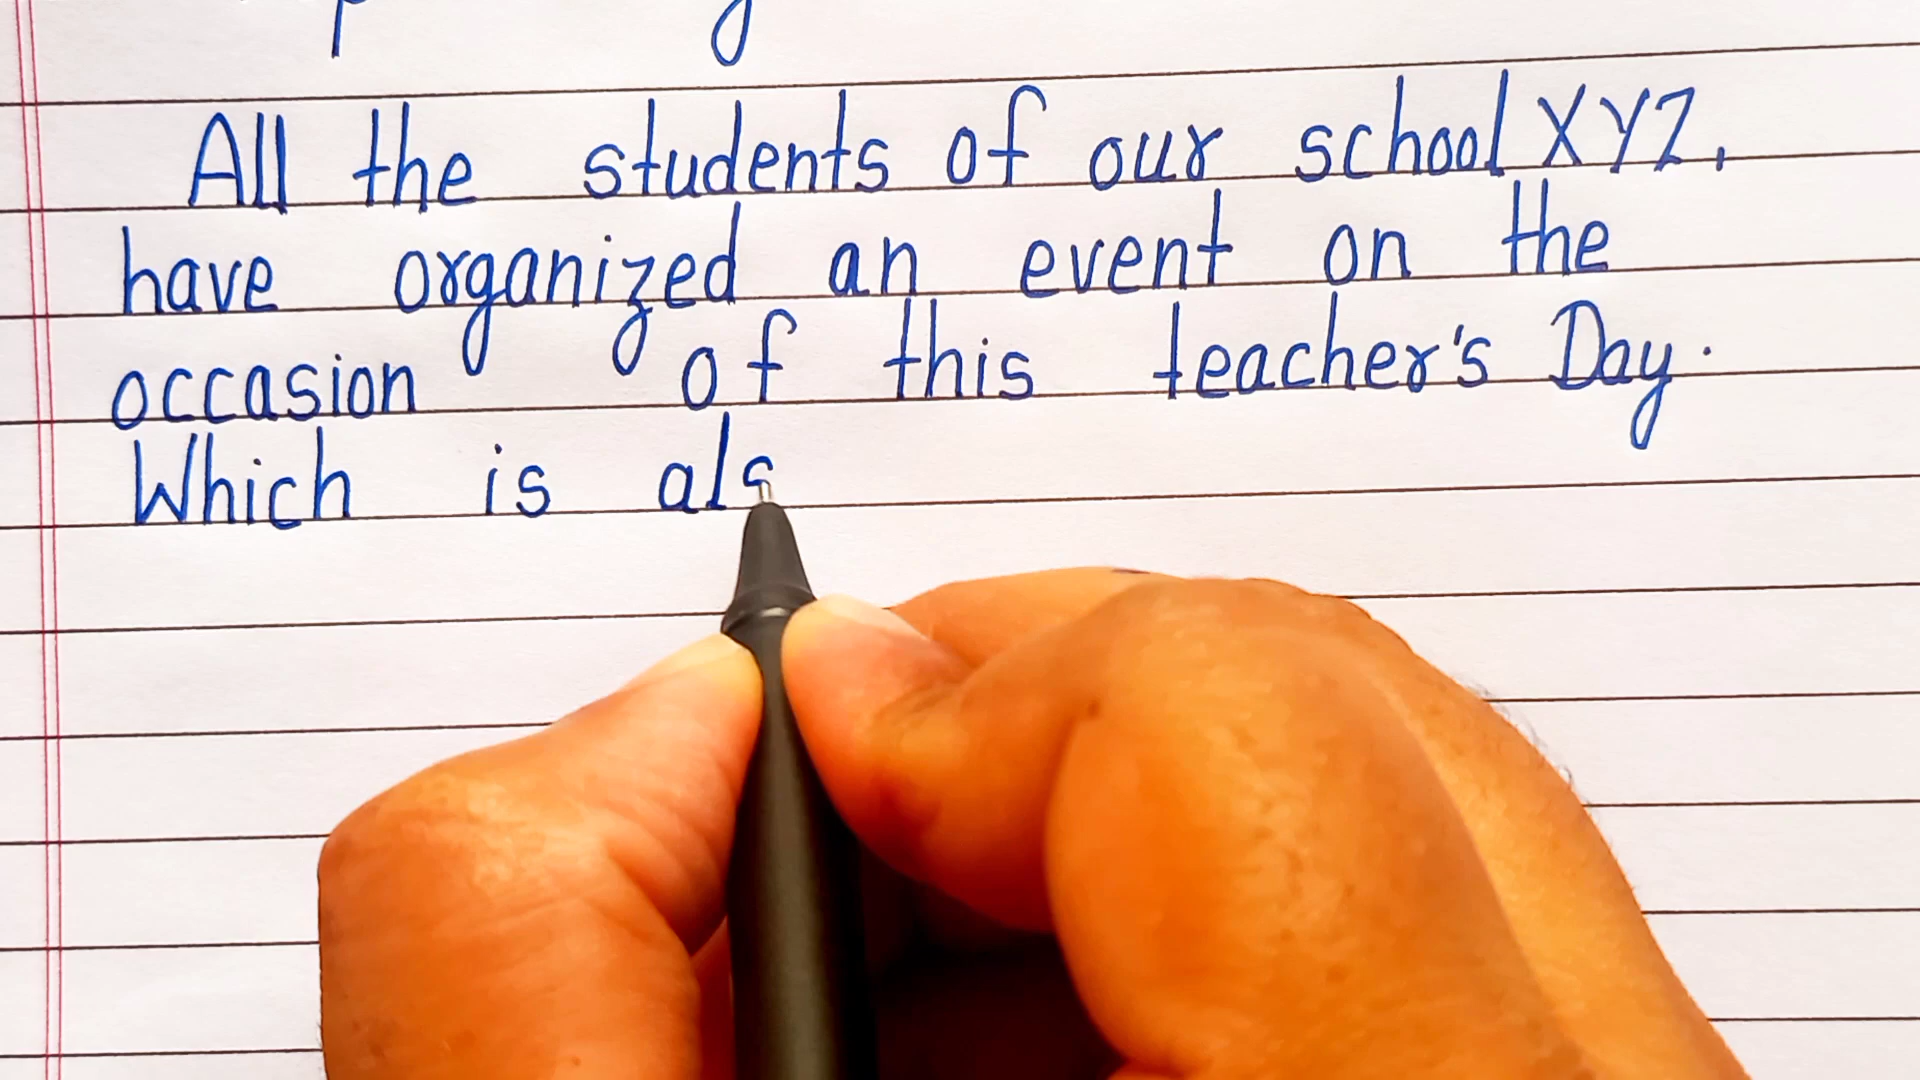 All the students of our school XYZ,
have organized an event on the
occasion of this teacher's Day.
Which is als